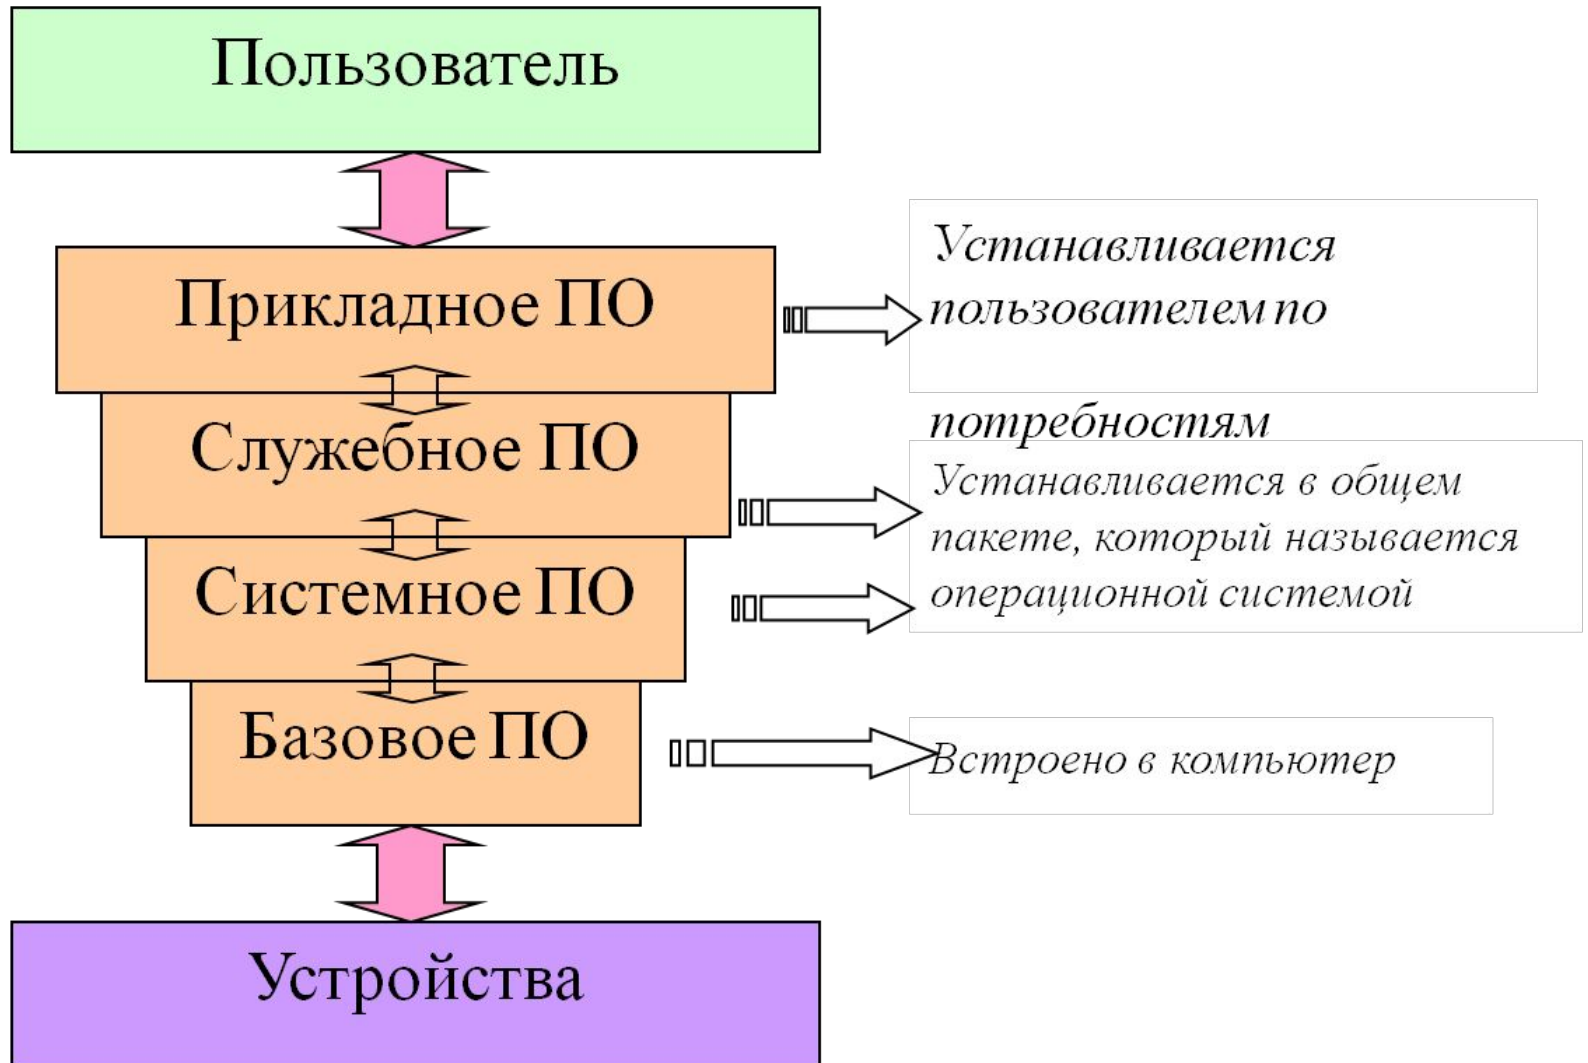 Пользователь
Прикладное ПО
Устанавливается
пользователем по
потребностям
Служебное ПО
Устанавливается в общем
пакете, который называется
операционной системой
Системное ПО
Базовое ПО
Встроено в компьютер
Устройства